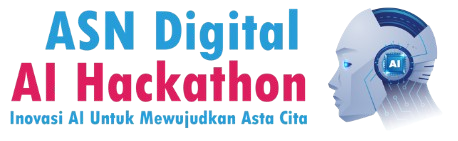 ASN Digital
AI Hackathon
Inovasi AI Untuk Mewujudkan Asta Cita
AI